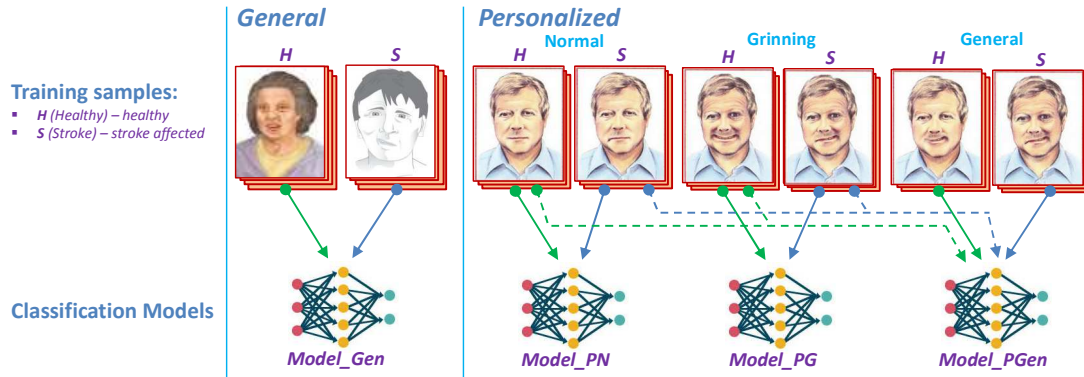 General
Personalized
Normal
Grinning
General
H
S
H
S
H
S
H
S
Training samples:
▪ H (Healthy) – healthy
▪ S (Stroke) – stroke affected
Classification Models
Model_Gen
Model_PN
Model_PG
Model_PGen